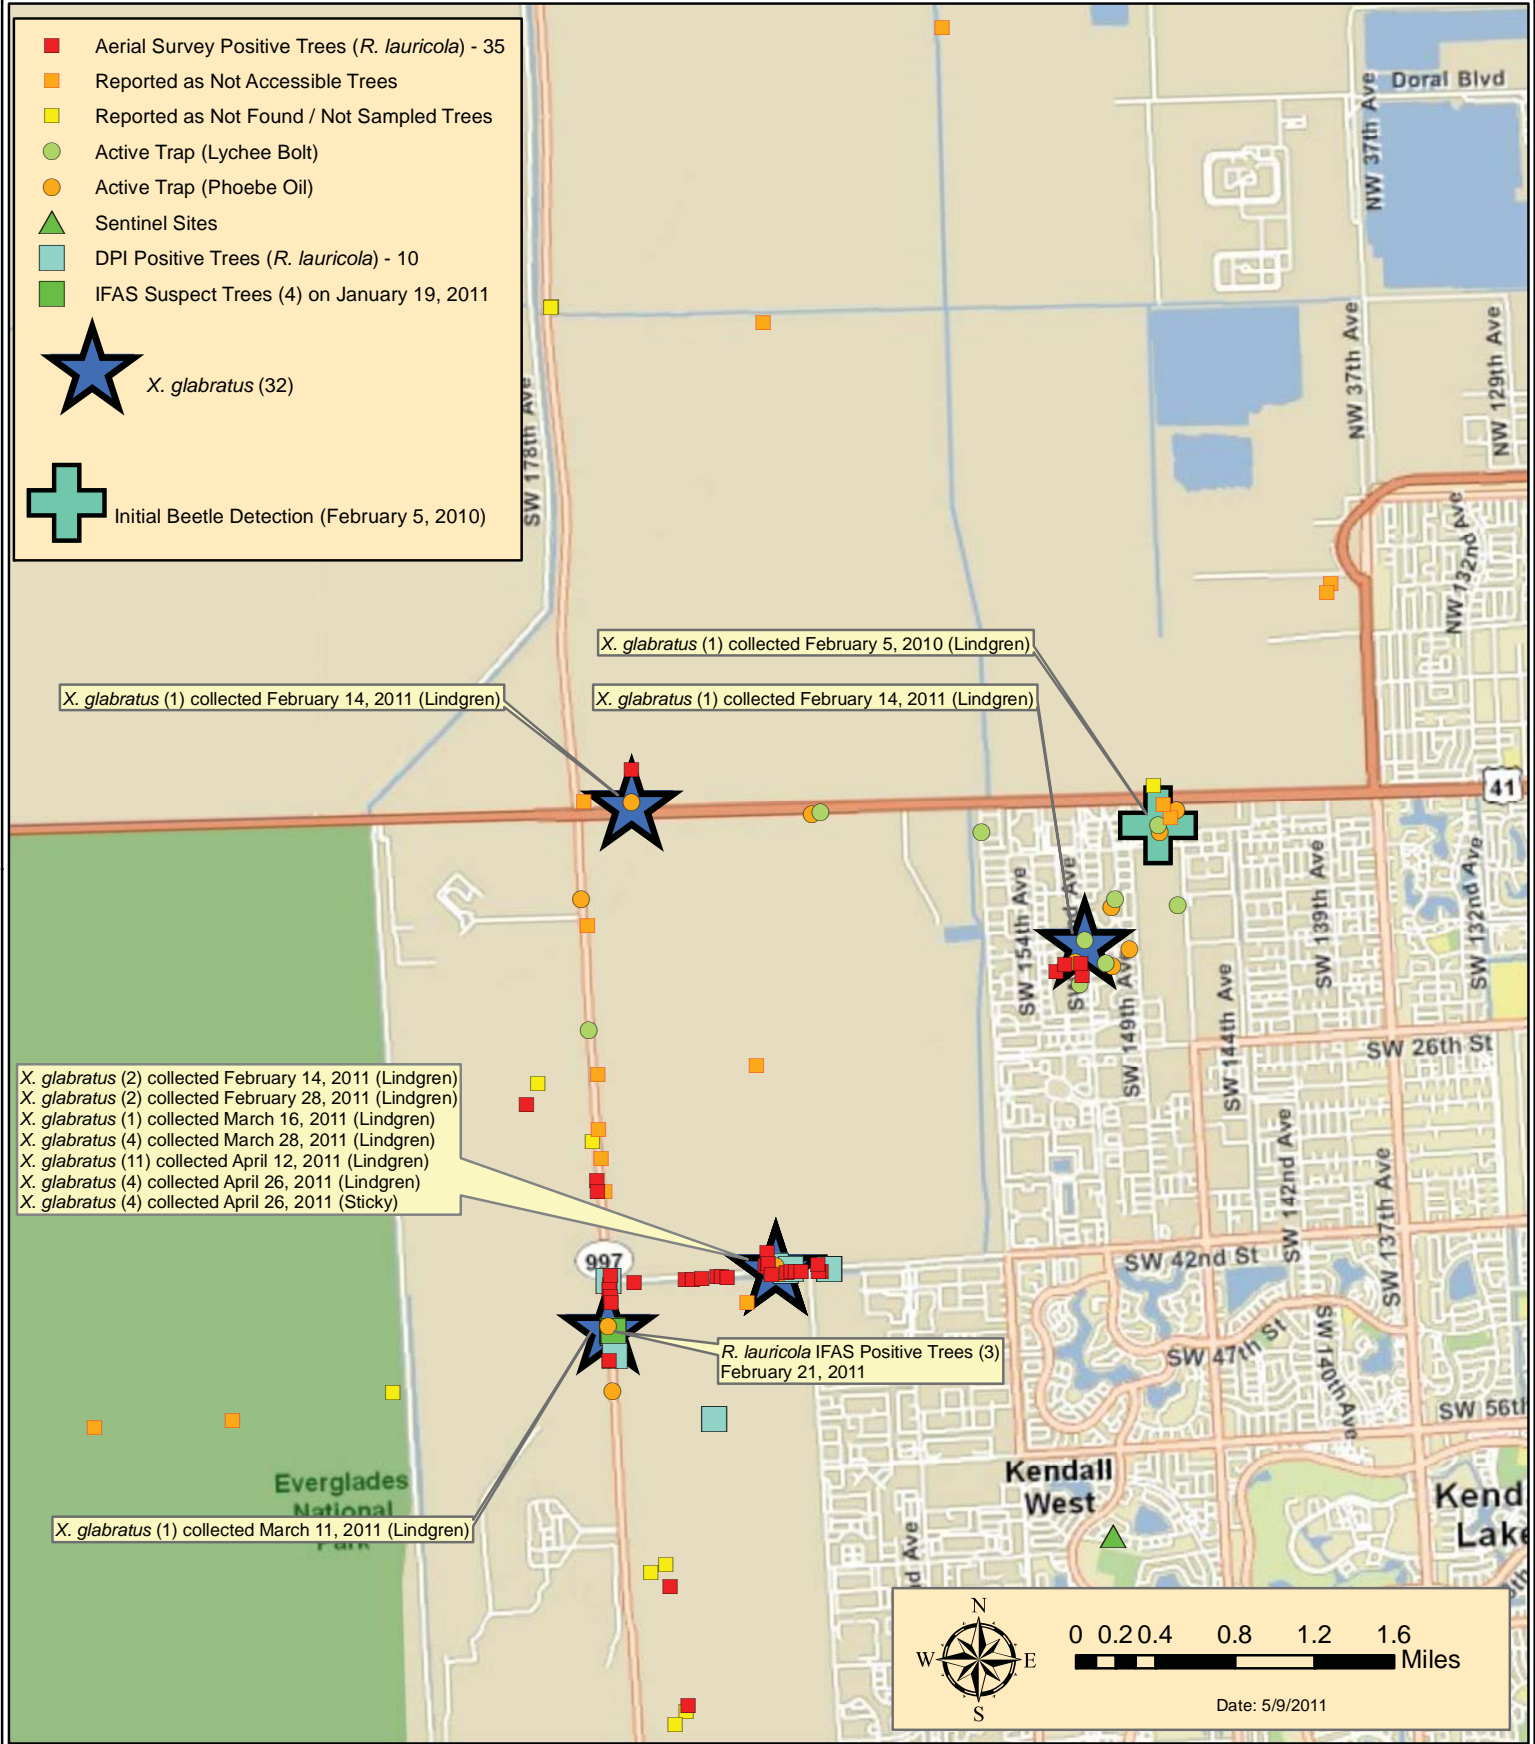 Aerial Survey Positive Trees (R. lauricola) - 35
Reported as Not Accessible Trees
Reported as Not Found / Not Sampled Trees
Active Trap (Lychee Bolt)
Active Trap (Phoebe Oil)
Sentinel Sites
DPI Positive Trees (R. lauricola) - 10
IFAS Suspect Trees (4) on January 19, 2011
X. glabratus (32)
Initial Beetle Detection (February 5, 2010)
Doral Blvd
NW 37th Ave
NW 37th Ave
NW 129th Ave
SW 178th Ave
NW 132nd Ave
X. glabratus (1) collected February 5, 2010 (Lindgren)
X. glabratus (1) collected February 14, 2011 (Lindgren)
X. glabratus (1) collected February 14, 2011 (Lindgren)
41
SW 154th Ave
Ave
SW 149th Ave
SW 144th Ave
SW 139th Ave
SW 132nd Ave
SW 26th St
X. glabratus (2) collected February 14, 2011 (Lindgren)
X. glabratus (2) collected February 28, 2011 (Lindgren)
X. glabratus (1) collected March 16, 2011 (Lindgren)
X. glabratus (4) collected March 28, 2011 (Lindgren)
X. glabratus (11) collected April 12, 2011 (Lindgren)
X. glabratus (4) collected April 26, 2011 (Lindgren)
X. glabratus (4) collected April 26, 2011 (Sticky)
SW 142nd Ave
SW 137th Ave
997
SW 42nd St
SW 47th St
SW 140th Ave
R. lauricola IFAS Positive Trees (3)
February 21, 2011
SW 56th
Everglades
National
Park
Kendall
West
Kend
Lake
X. glabratus (1) collected March 11, 2011 (Lindgren)
nd Ave
N
W E
S
0 0.2 0.4 0.8 1.2 1.6
Miles
Date: 5/9/2011